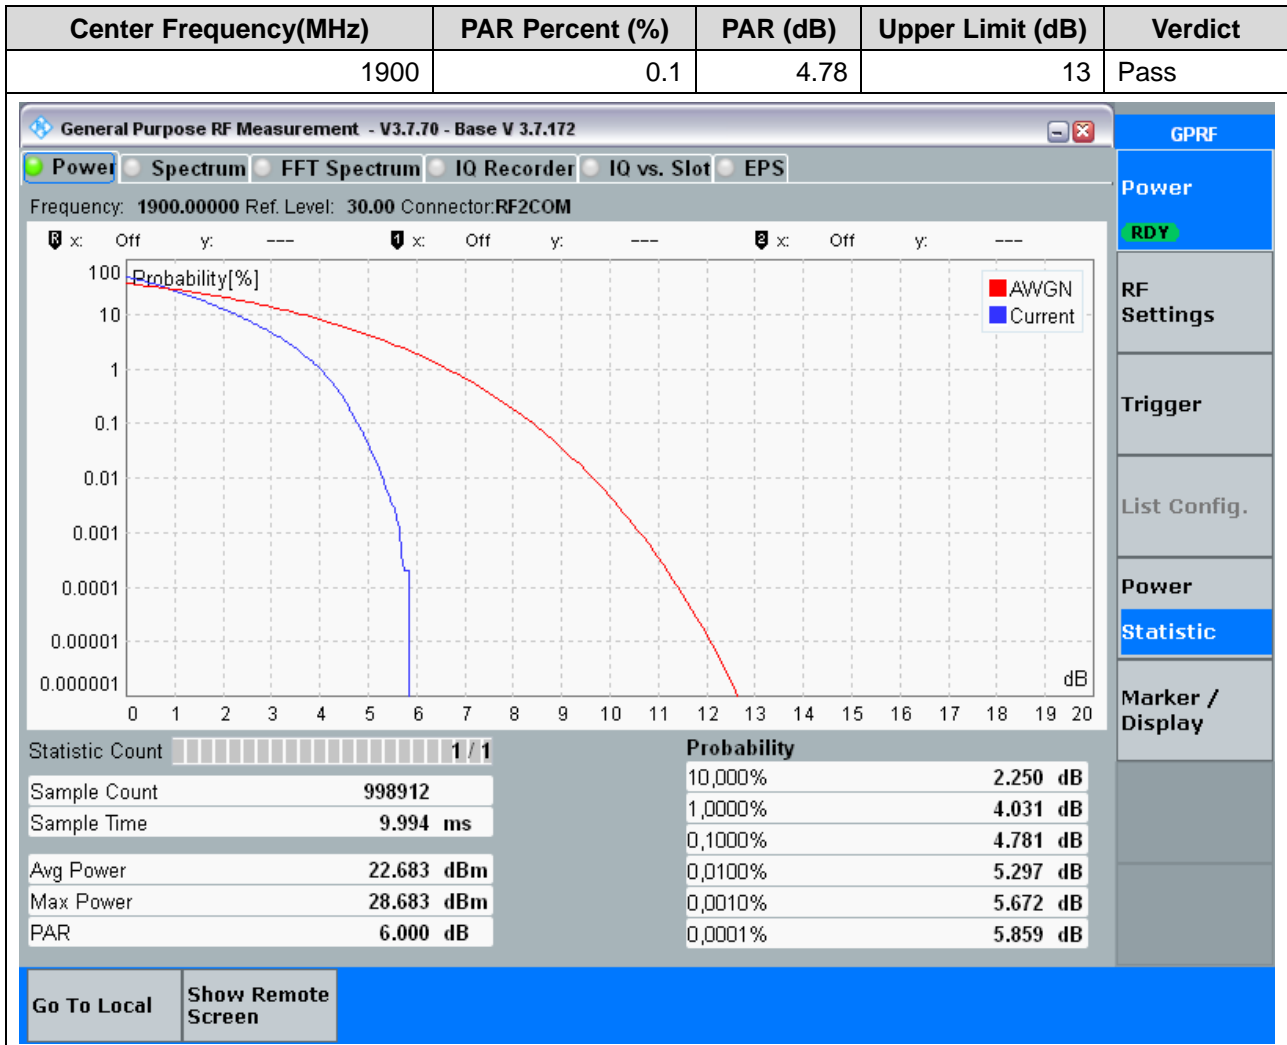 Center Frequency(MHz) PAR Percent (%) PAR (dB) Upper Limit (dB) Verdict
1900 0.1 4.78 13 Pass
General Purpose RF Measurement - V3.7.70 - Base V 3.7.172
GPRF
Power Spectrum FFT Spectrum IQ Recorder IQ vs. Slot EPS
Frequency: 1900.00000 Ref. Level: 30.00 Connector:RF2COM
R x: Off y: --- 1 x: Off y: --- 2 x: Off y: ---
Probability[%]
100
10
1
0.1
0.01
0.001
0.0001
0.00001
0.000001
AWGN
Current
dB
0 1 2 3 4 5 6 7 8 9 10 11 12 13 14 15 16 17 18 19 20
Statistic Count 1 / 1
Sample Count 998912
Sample Time 9.994 ms
Avg Power 22.683 dBm
Max Power 28.683 dBm
PAR 6.000 dB
Probability
10,000% 2.250 dB
1,0000% 4.031 dB
0,1000% 4.781 dB
0,0100% 5.297 dB
0,0010% 5.672 dB
0,0001% 5.859 dB
Power
RDY
RF
Settings
Trigger
List Config.
Power
Statistic
Marker /
Display
Go To Local
Show Remote
Screen